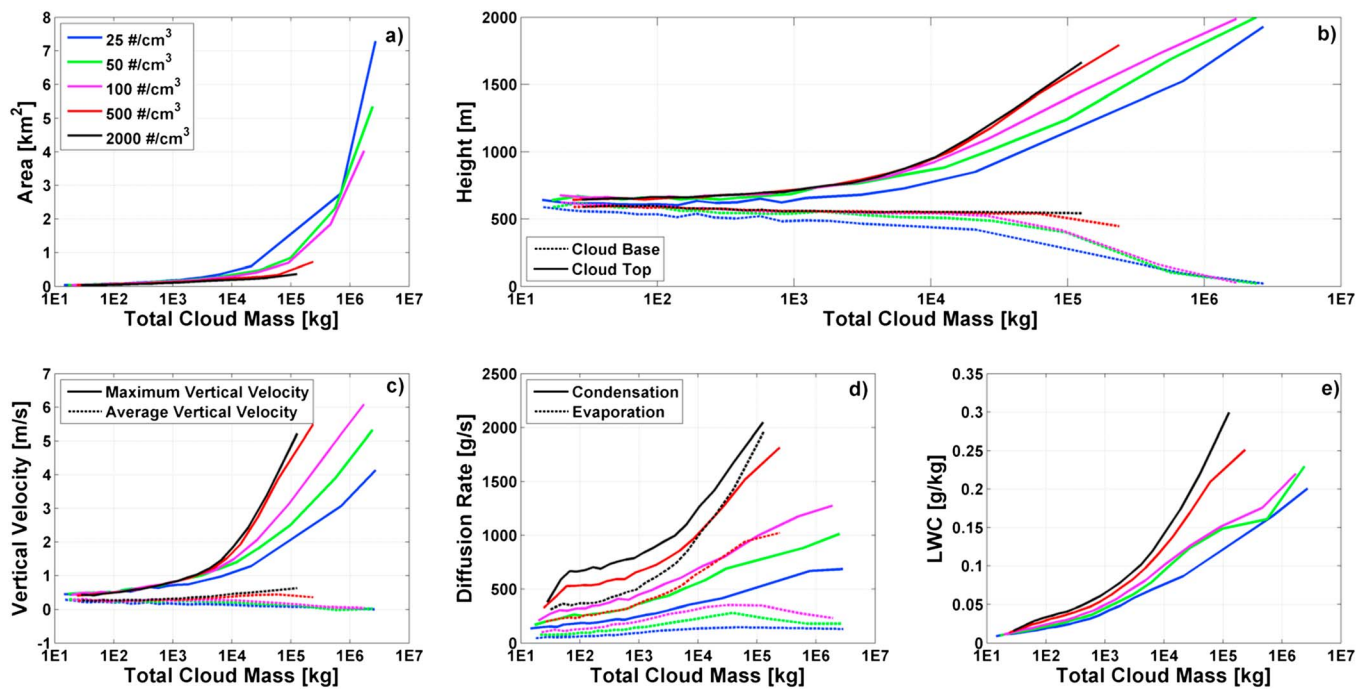 a)
25 #/cm³
50 #/cm³
100 #/cm³
500 #/cm³
2000 #/cm³
Area [km²]
8
7
6
5
4
3
2
1
0
1E1 1E2 1E3 1E4 1E5 1E6 1E7
Total Cloud Mass [kg]
b)
Height [m]
2000
1500
1000
500
0
Cloud Base
Cloud Top
1E1 1E2 1E3 1E4 1E5 1E6 1E7
Total Cloud Mass [kg]
c)
Maximum Vertical Velocity
Average Vertical Velocity
Vertical Velocity [m/s]
7
6
5
4
3
2
1
0
-1
1E1 1E2 1E3 1E4 1E5 1E6 1E7
Total Cloud Mass [kg]
d)
Condensation
Evaporation
Diffusion Rate [g/s]
2500
2000
1500
1000
500
0
1E1 1E2 1E3 1E4 1E5 1E6 1E7
Total Cloud Mass [kg]
e)
LWC [g/kg]
0.35
0.3
0.25
0.2
0.15
0.1
0.05
0
1E1 1E2 1E3 1E4 1E5 1E6 1E7
Total Cloud Mass [kg]